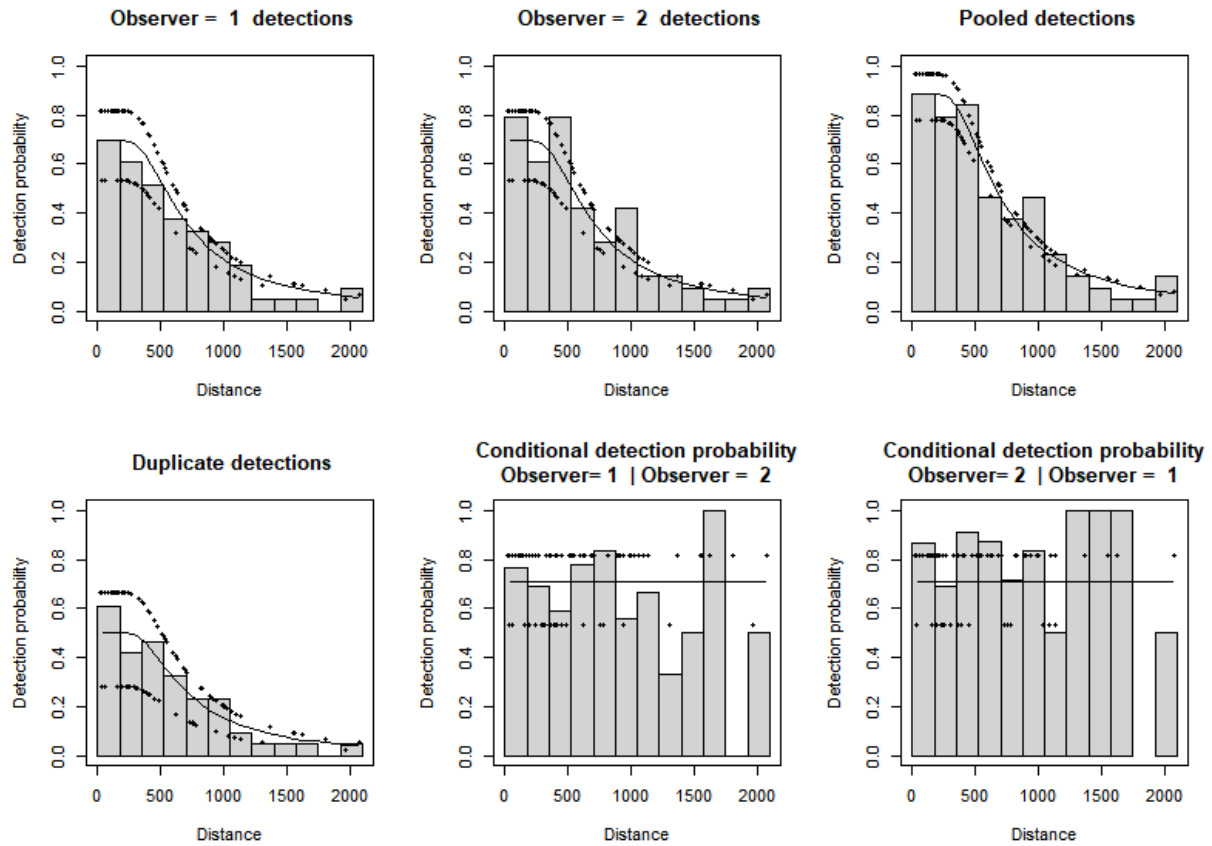 Observer = 1 detections
Detection probability
0.0 0.2 0.4 0.6 0.8 1.0
0 500 1000 1500 2000
Distance
Observer = 2 detections
Detection probability
0.0 0.2 0.4 0.6 0.8 1.0
0 500 1000 1500 2000
Distance
Pooled detections
Detection probability
0.0 0.2 0.4 0.6 0.8 1.0
0 500 1000 1500 2000
Distance
Duplicate detections
Detection probability
0.0 0.2 0.4 0.6 0.8 1.0
0 500 1000 1500 2000
Distance
Conditional detection probability
Observer= 1 | Observer = 2
Detection probability
0.0 0.2 0.4 0.6 0.8 1.0
0 500 1000 1500 2000
Distance
Conditional detection probability
Observer= 2 | Observer = 1
Detection probability
0.0 0.2 0.4 0.6 0.8 1.0
0 500 1000 1500 2000
Distance